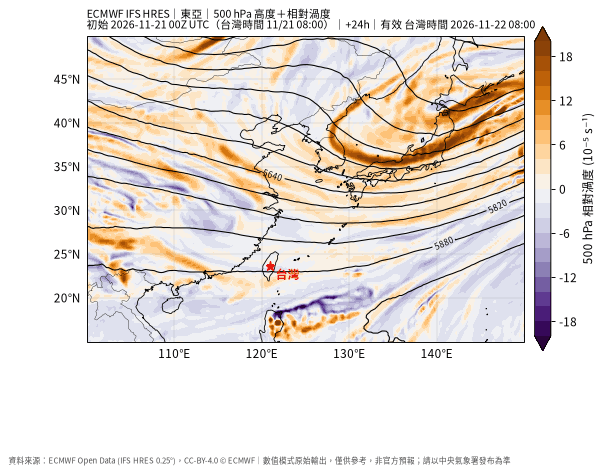 ECMWF IFS HRES｜東亞｜500 hPa 高度＋相對渦度
初始 2026-11-21 00Z UTC（台灣時間 11/21 08:00）｜+24h｜有效 台灣時間 2026-11-22 08:00
45°N
40°N
35°N
30°N
25°N
20°N
110°E
120°E
130°E
140°E
5640
5820
5880
台灣
18
12
6
0
-6
-12
-18
500 hPa 相對渦度 (10⁻⁵ s⁻¹)
資料來源：ECMWF Open Data (IFS HRES 0.25°)，CC-BY-4.0 © ECMWF｜數值模式原始輸出，僅供參考，非官方預報；請以中央氣象署發布為準